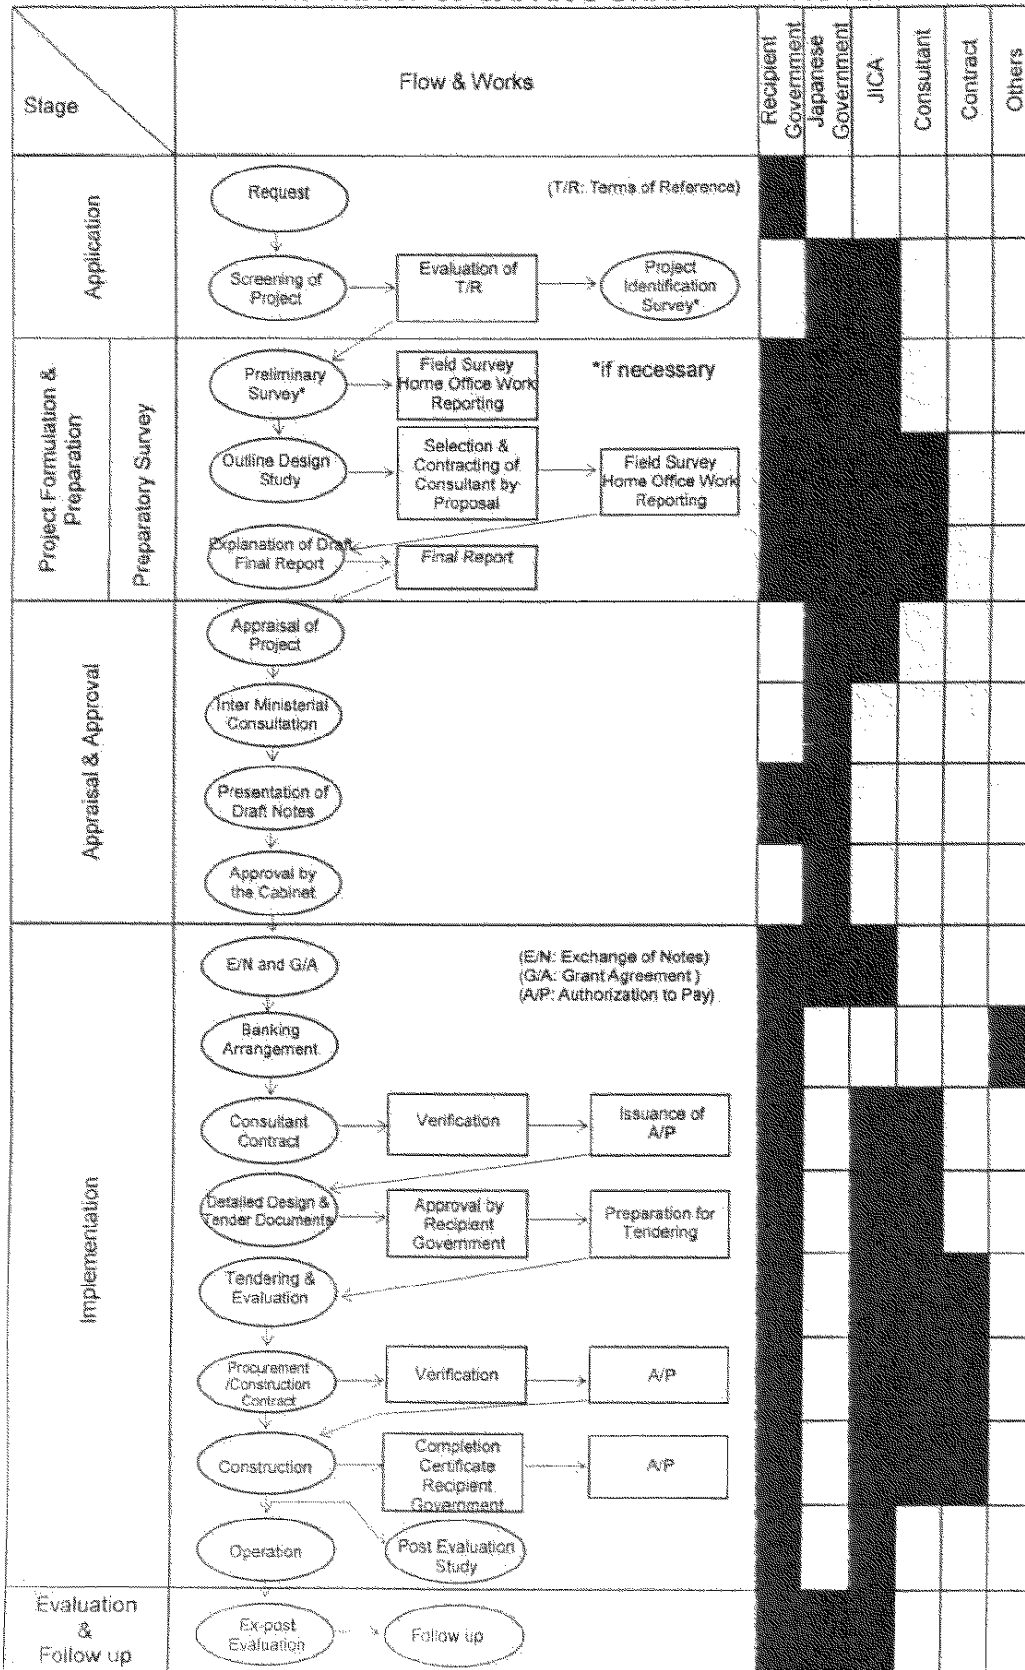 Stage
Flow & Works
Recipient
Government
Japanese
Government
JICA
Consultant
Contract
Others
Application
Request
(T/R: Terms of Reference)
Screening of
Project
Evaluation of
T/R
Project
Identification
Survey*
Project Formulation &
Preparation
Preparatory Survey
Preliminary
Survey*
Field Survey
Home Office Work
Reporting
*if necessary
Outline Design
Study
Selection &
Contracting of
Consultant by
Proposal
Field Survey
Home Office Work
Reporting
Explanation of Draft
Final Report
Final Report
Appraisal & Approval
Appraisal of
Project
Inter Ministerial
Consultation
Presentation of
Draft Notes
Approval by
the Cabinet
Implementation
E/N and G/A
(E/N: Exchange of Notes)
(G/A: Grant Agreement )
(A/P: Authorization to Pay)
Banking
Arrangement
Consultant
Contract
Verification
Issuance of
A/P
Detailed Design &
Tender Documents
Approval by
Recipient
Government
Preparation for
Tendering
Tendering &
Evaluation
Procurement
/Construction
Contract
Verification
A/P
Construction
Completion
Certificate
Recipient
Government
A/P
Operation
Post Evaluation
Study
Evaluation
&
Follow up
Ex-post
Evaluation
Follow up